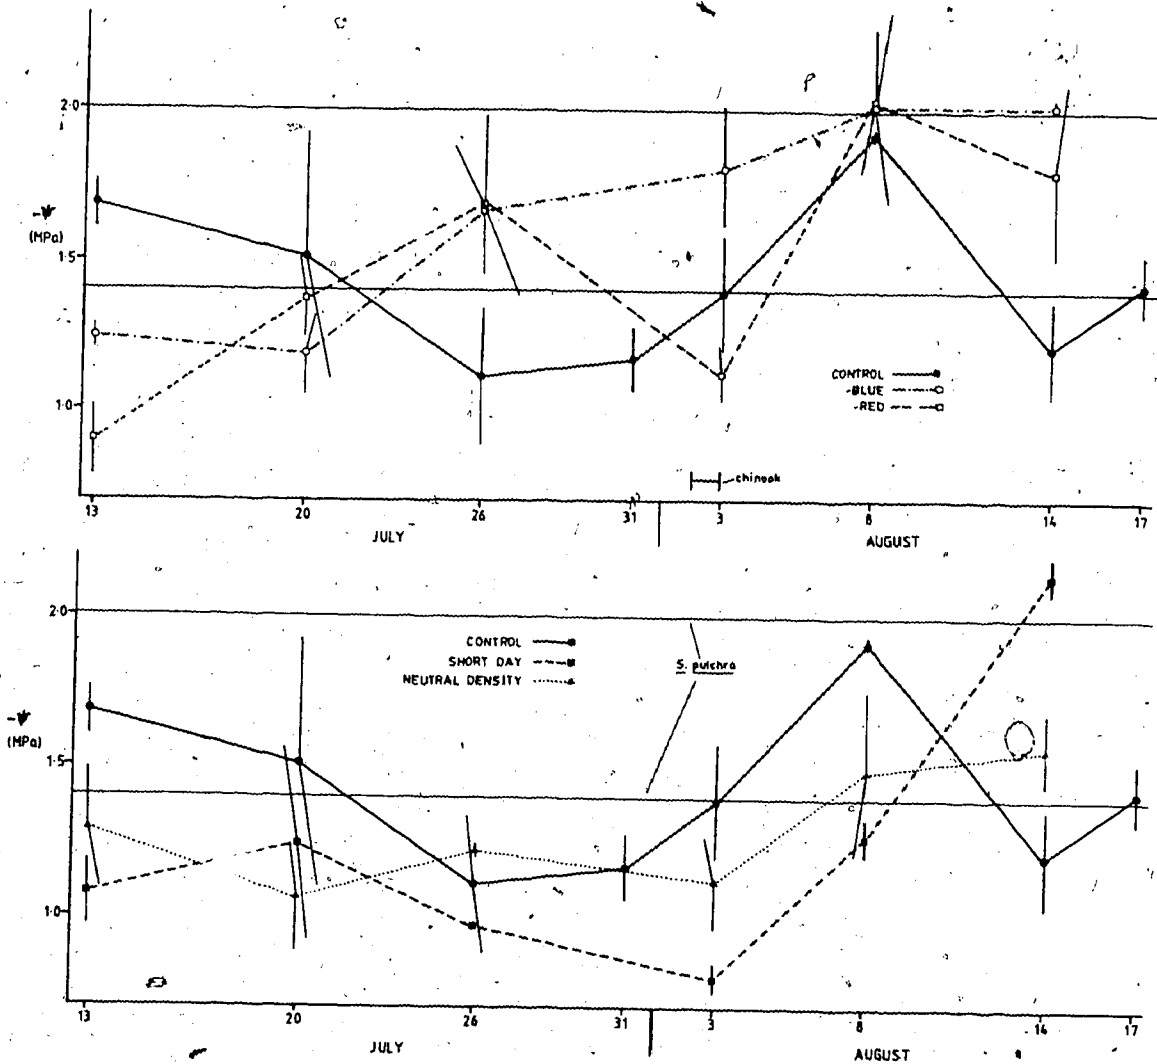 2·0
-Ψ
(MPa)
1·5
1·0
CONTROL
-BLUE
-RED
chinook
13 20 26 31 3 8 14 17
JULY AUGUST
2·0
CONTROL
SHORT DAY
NEUTRAL DENSITY
S. pulchra
-Ψ
(MPa)
1·5
1·0
13 20 26 31 3 8 14 17
JULY AUGUST